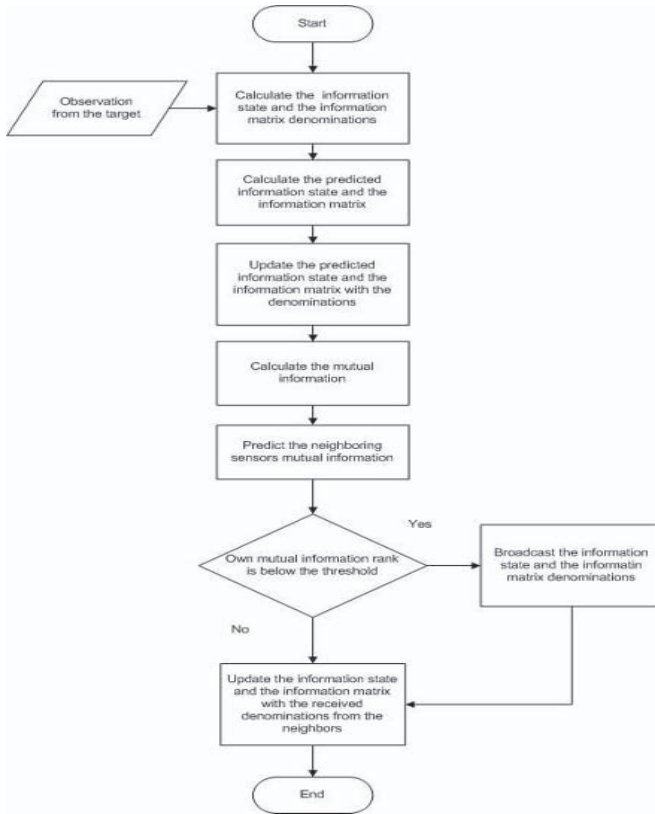 Start
Observation
from the target
Calculate the information
state and the information
matrix denominations
Calculate the predicted
information state and the
information matrix
Update the predicted
information state and the
information matrix with the
denominations
Calculate the mutual
information
Predict the neighboring
sensors mutual information
Own mutual information rank
is below the threshold
Yes
Broadcast the information
state and the informatin
matrix denominations
No
Update the information state
and the information matrix
with the received
denominations from the
neighbors
End